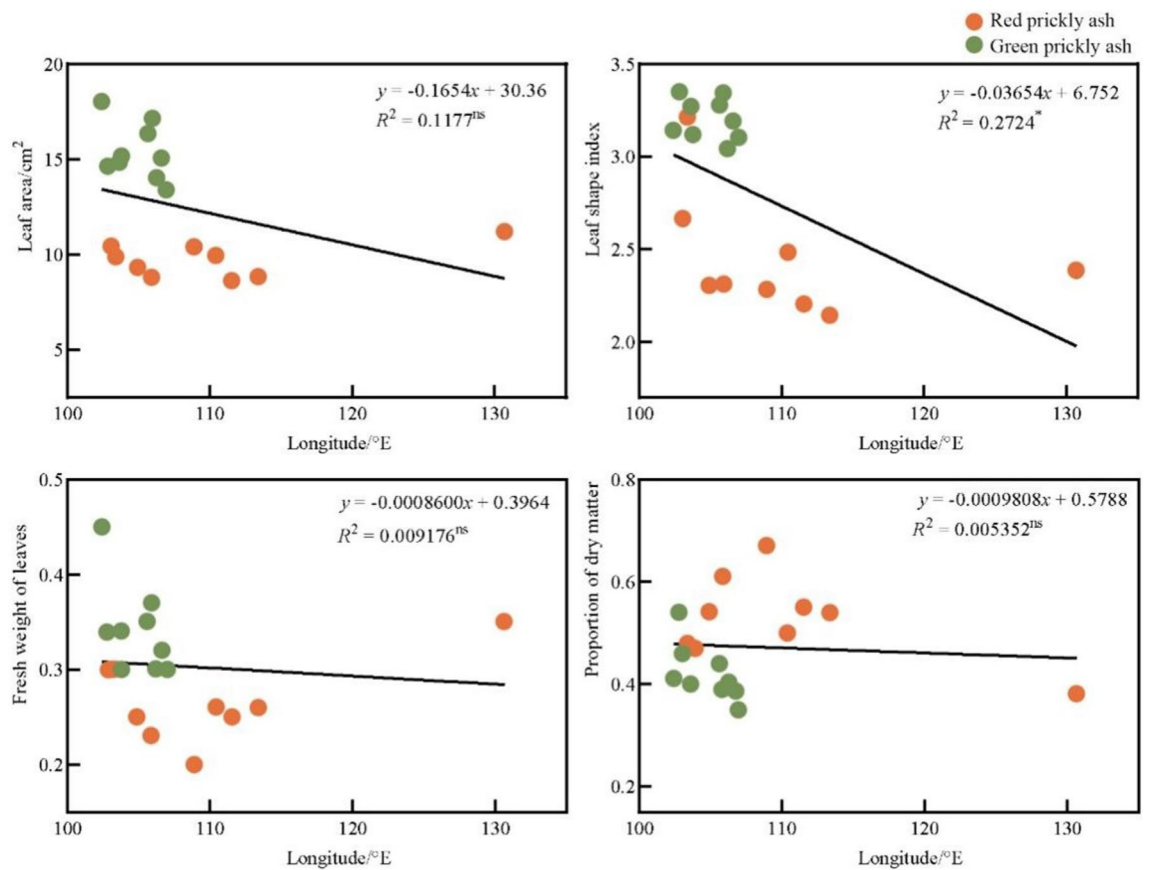 Red prickly ash
Green prickly ash
20
15
10
5
Leaf area/cm²
y = -0.1654x + 30.36
R² = 0.1177ns
100 110 120 130
Longitude/°E
3.5
3.0
2.5
2.0
Leaf shape index
y = -0.03654x + 6.752
R² = 0.2724*
100 110 120 130
Longitude/°E
0.5
0.4
0.3
0.2
Fresh weight of leaves
y = -0.0008600x + 0.3964
R² = 0.009176ns
100 110 120 130
Longitude/°E
0.8
0.6
0.4
0.2
Proportion of dry matter
y = -0.0009808x + 0.5788
R² = 0.005352ns
100 110 120 130
Longitude/°E